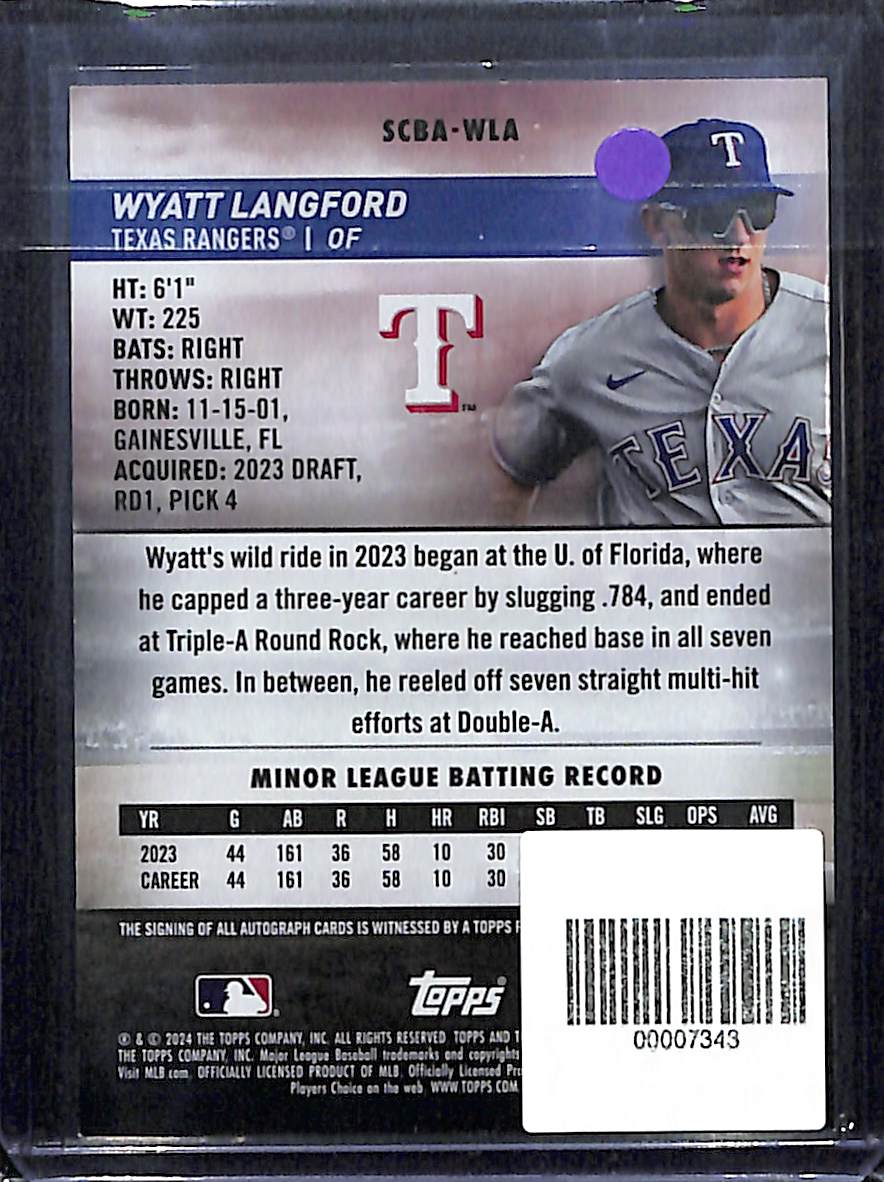 SCBA-WLA
T
WYATT LANGFORD
TEXAS RANGERS® | OF
HT: 6'1"
WT: 225
BATS: RIGHT
THROWS: RIGHT
BORN: 11-15-01,
GAINESVILLE, FL
ACQUIRED: 2023 DRAFT,
RD1, PICK 4
T™
TEXAS
Wyatt's wild ride in 2023 began at the U. of Florida, where
he capped a three-year career by slugging .784, and ended
at Triple-A Round Rock, where he reached base in all seven
games. In between, he reeled off seven straight multi-hit
efforts at Double-A.
MINOR LEAGUE BATTING RECORD
YR G AB R H HR RBI SB TB SLG OPS AVG
2023 44 161 36 58 10 30
CAREER 44 161 36 58 10 30
THE SIGNING OF ALL AUTOGRAPH CARDS IS WITNESSED BY A TOPPS
topps®
® & © 2024 THE TOPPS COMPANY, INC. ALL RIGHTS RESERVED. TOPPS AND
THE TOPPS COMPANY, INC. Major League Baseball trademarks and copyrights
Visit MLB.com. OFFICIALLY LICENSED PRODUCT OF MLB. Officially Licensed
Players Choice on the web. WWW.TOPPS.COM
00007343